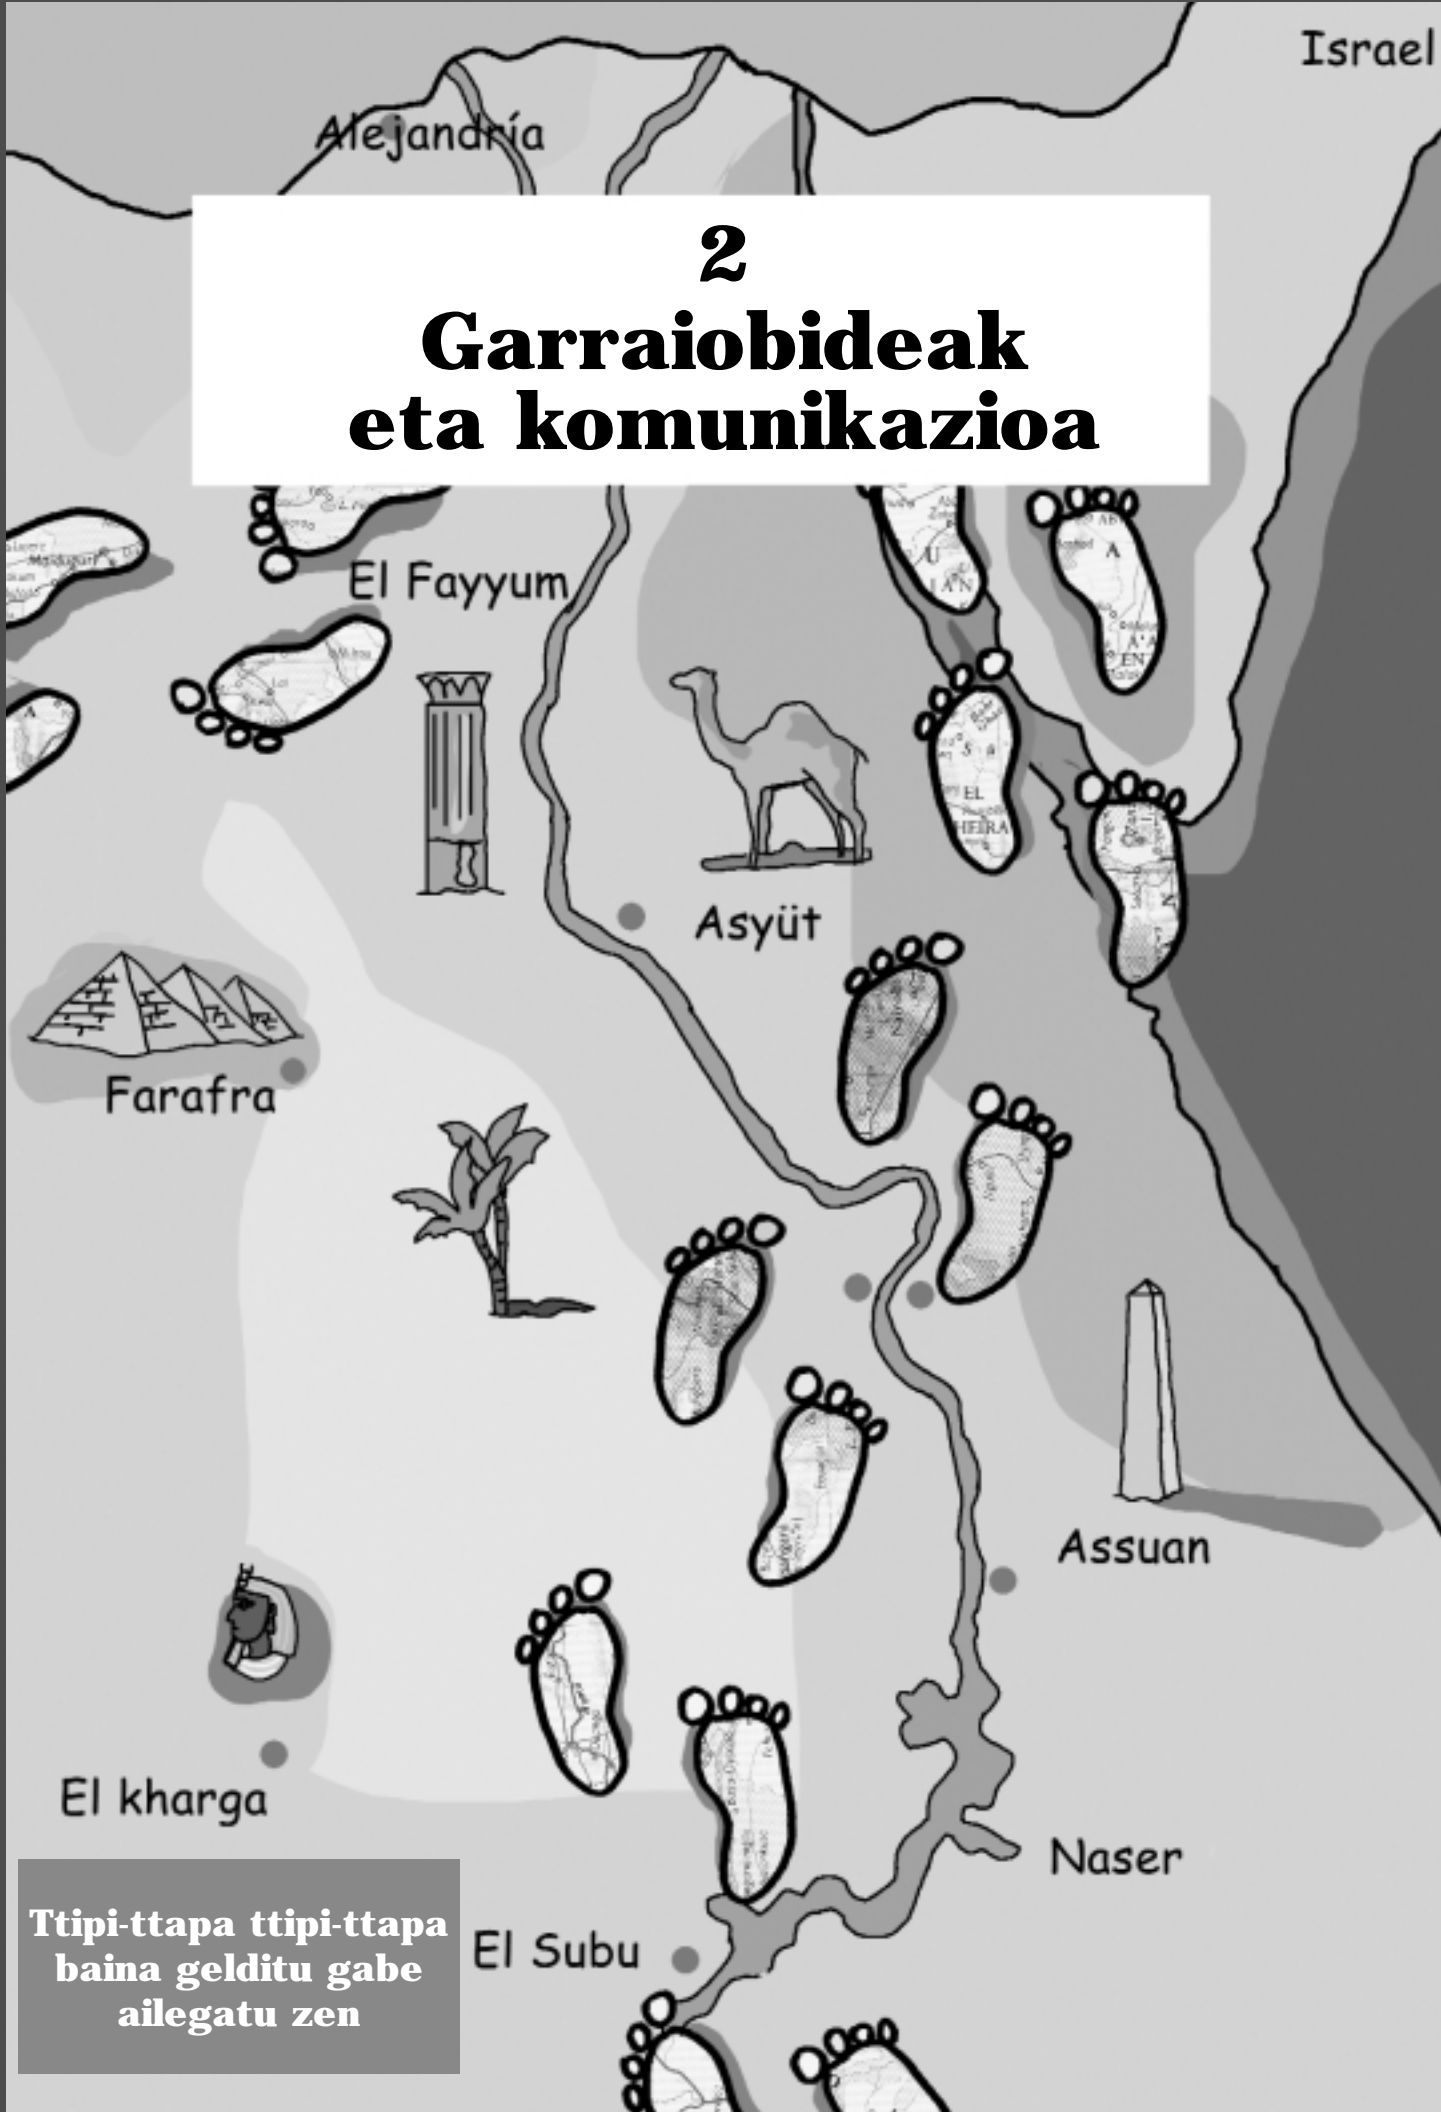 Israel
Alejandría
2
Garraiobideak
eta komunikazioa
El Fayyum
Asyüt
Farafra
Assuan
El kharga
Naser
El Subu
Ttipi-ttapa ttipi-ttapa
baina gelditu gabe
ailegatu zen